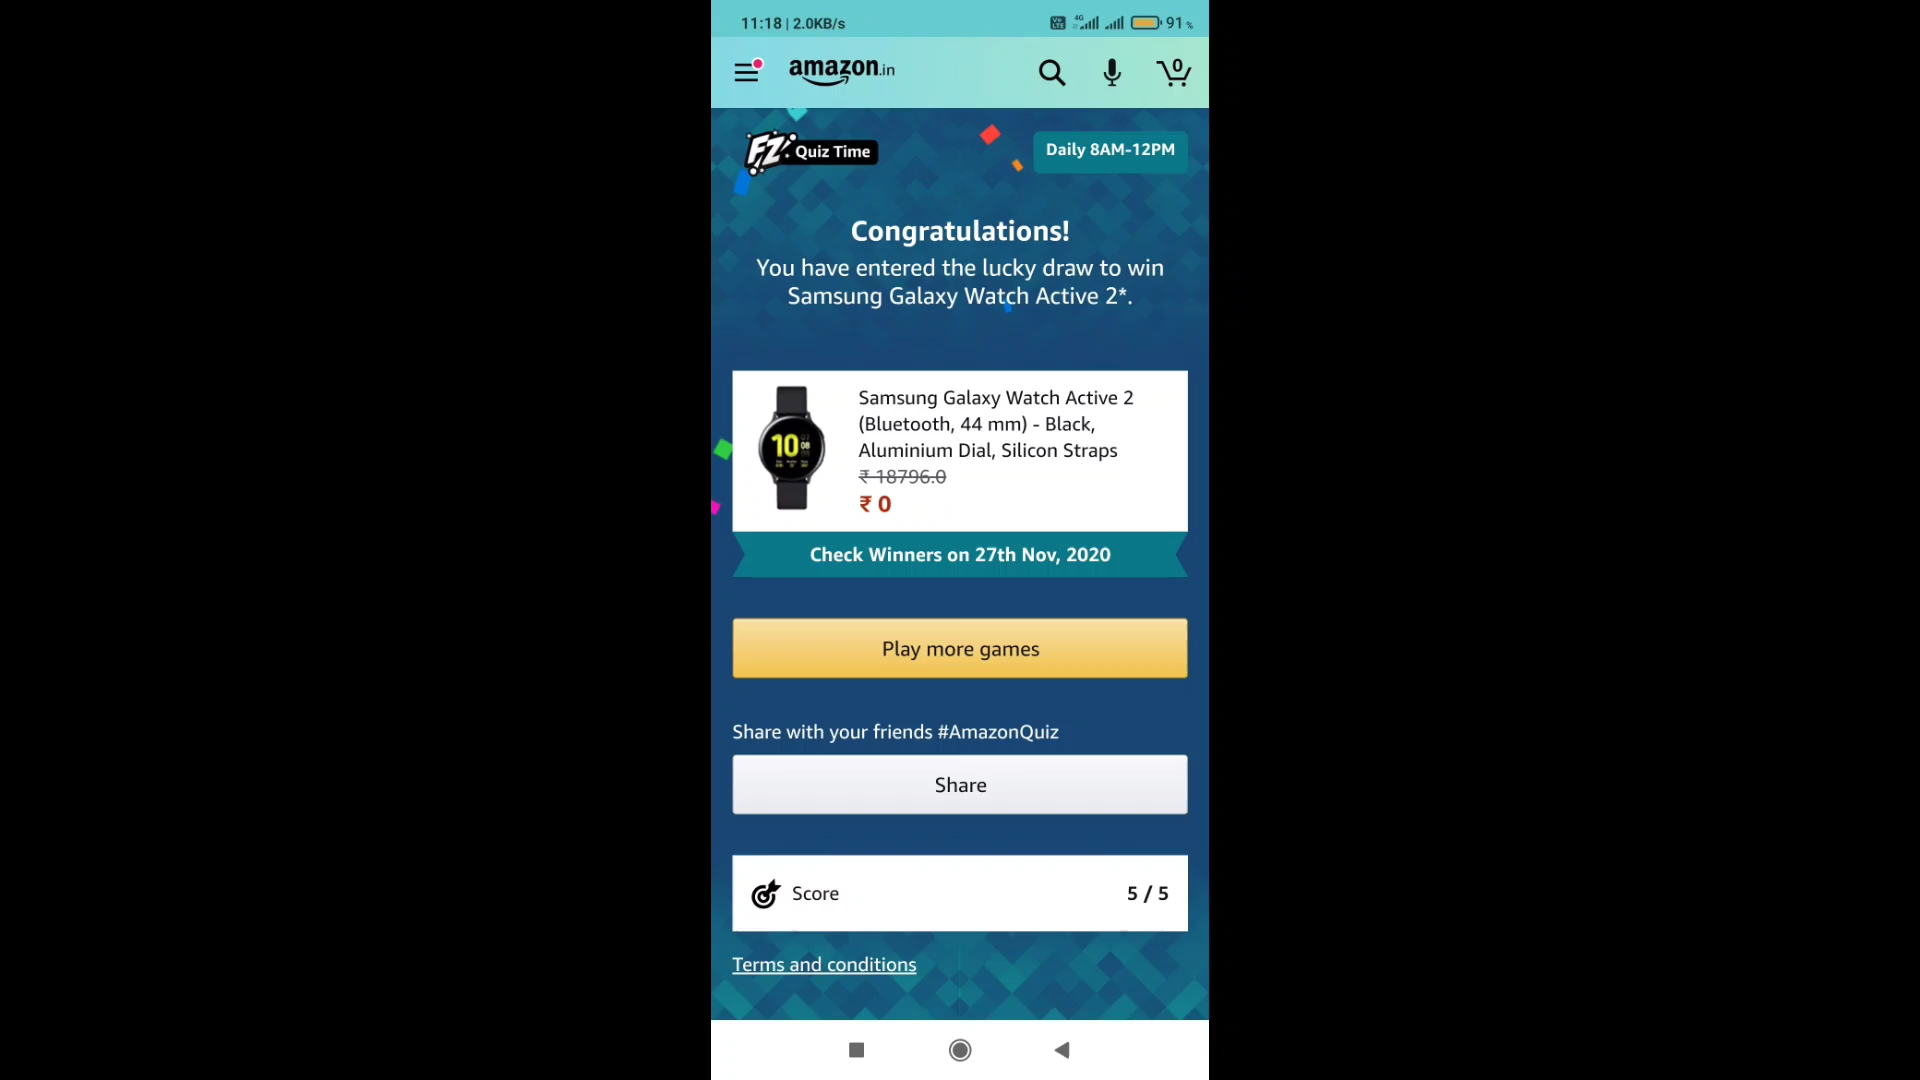 11:18 | 2.0KB/s
4G
91 %
amazon.in
0
FZ Quiz Time
Daily 8AM-12PM
Congratulations!
You have entered the lucky draw to win
Samsung Galaxy Watch Active 2*.
10
08
Samsung Galaxy Watch Active 2
(Bluetooth, 44 mm) - Black,
Aluminium Dial, Silicon Straps
₹ 18796.0
₹ 0
Check Winners on 27th Nov, 2020
Play more games
Share with your friends #AmazonQuiz
Share
Score
5 / 5
Terms and conditions